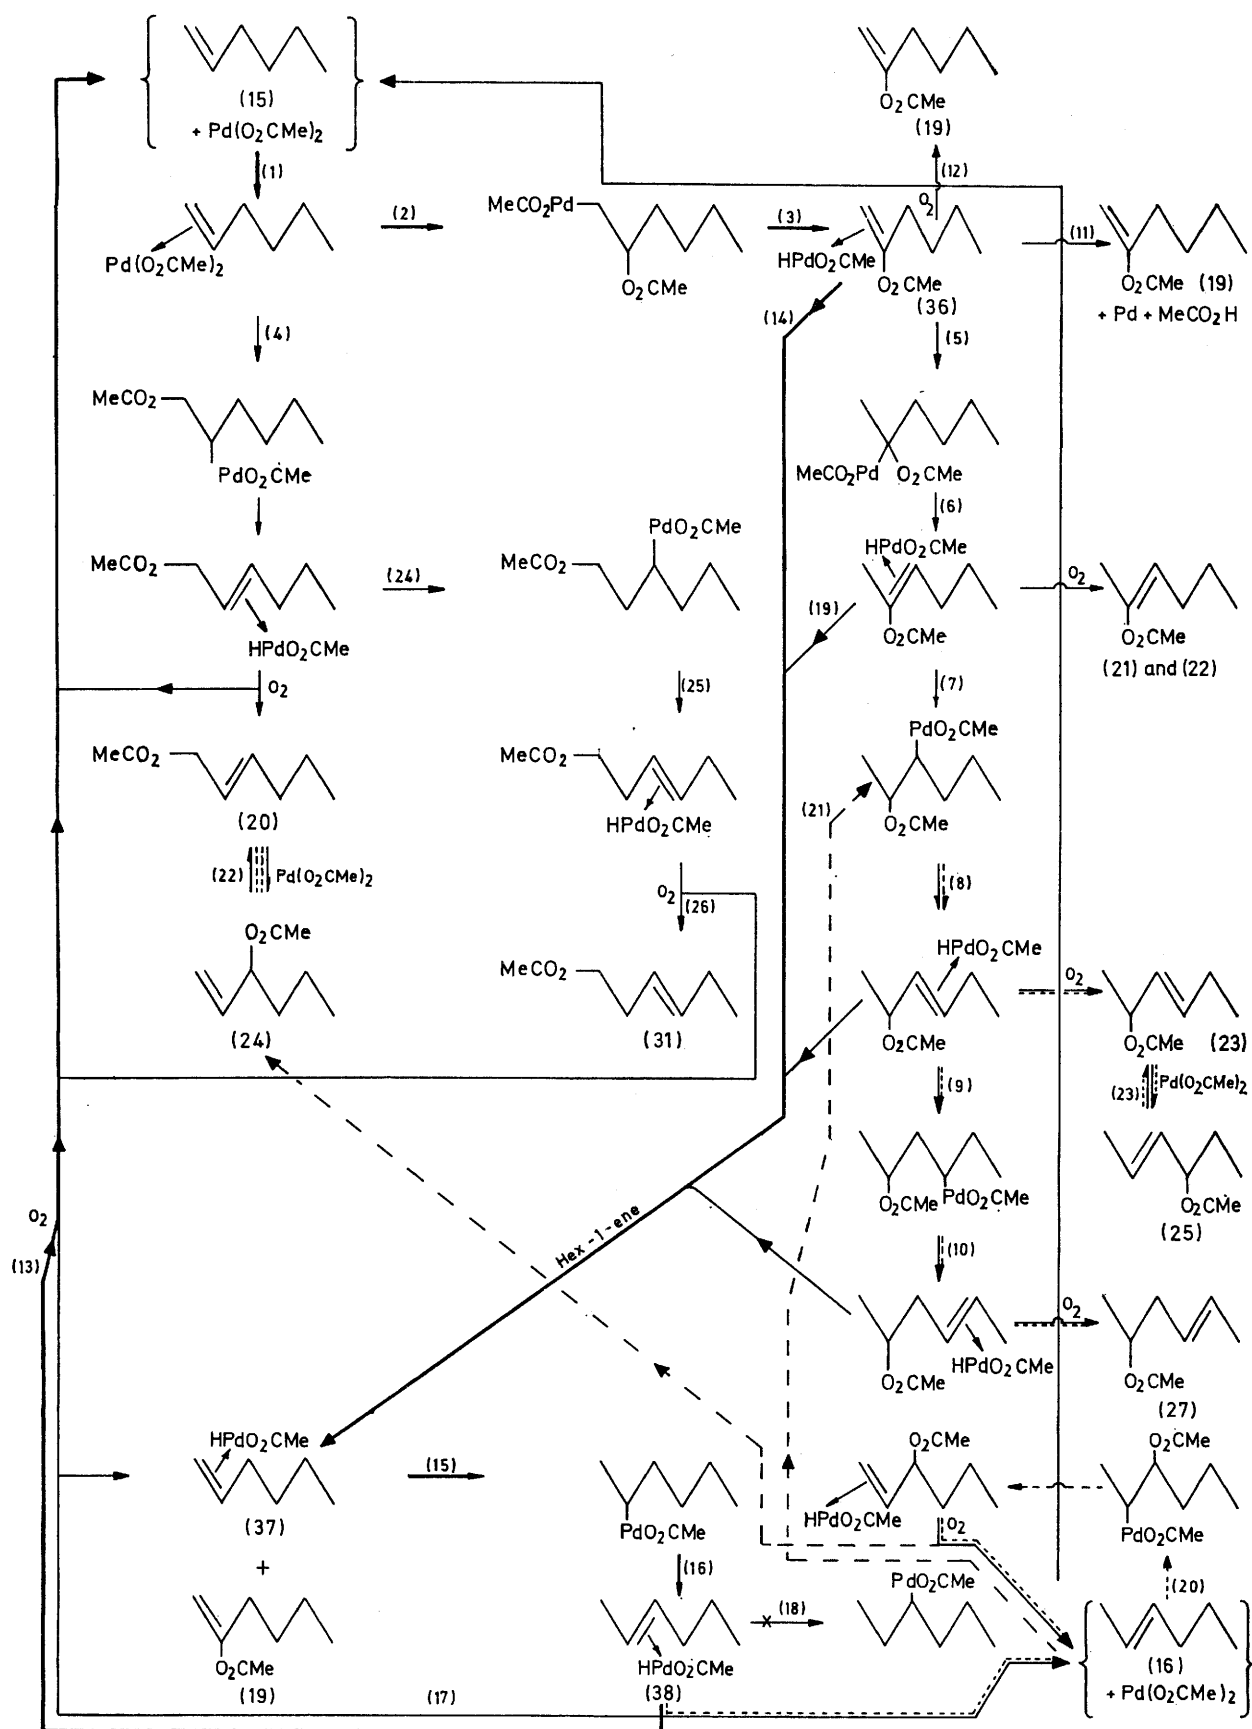 O₂CMe
(15)
(19)
+ Pd(O₂CMe)₂
(1)
(12)
MeCO₂Pd
(2)
(3)
O₂
(11)
Pd(O₂CMe)₂
HPdO₂CMe
O₂CMe
O₂CMe
(36)
O₂CMe (19)
+ Pd + MeCO₂H
(14)
(4)
(5)
MeCO₂
PdO₂CMe
MeCO₂Pd O₂CMe
(6)
PdO₂CMe
HPdO₂CMe
MeCO₂
(24)
MeCO₂
O₂
(19)
O₂CMe
O₂CMe
HPdO₂CMe
(21) and (22)
O₂
(25)
(7)
PdO₂CMe
MeCO₂
MeCO₂
HPdO₂CMe
(20)
(21)
O₂CMe
(22)
Pd(O₂CMe)₂
O₂
(26)
(8)
O₂CMe
HPdO₂CMe
MeCO₂
O₂
(24)
(31)
O₂CMe
O₂CMe (23)
(9)
(23)
Pd(O₂CMe)₂
O₂CMe
PdO₂CMe
O₂CMe
O₂
(25)
Hex-1-ene
(10)
(13)
O₂
HPdO₂CMe
O₂CMe
O₂CMe
(27)
HPdO₂CMe
O₂CMe
O₂CMe
(15)
(37)
PdO₂CMe
HPdO₂CMe
O₂
PdO₂CMe
+
(16)
PdO₂CMe
(20)
(18)
O₂CMe
HPdO₂CMe
(16)
(19)
(17)
(38)
+ Pd(O₂CMe)₂